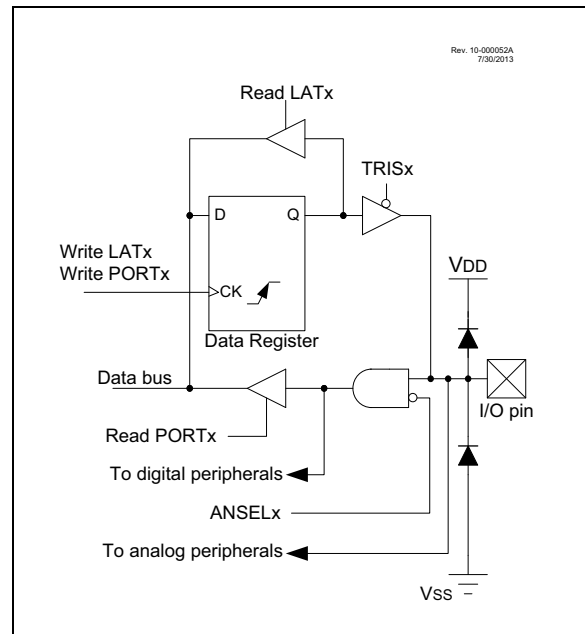 Rev. 10-000052A
7/30/2013
Read LATx
TRISx
D
Q
Write LATx
Write PORTx
CK
VDD
Data Register
Data bus
I/O pin
Read PORTx
To digital peripherals
ANSELx
To analog peripherals
VSS